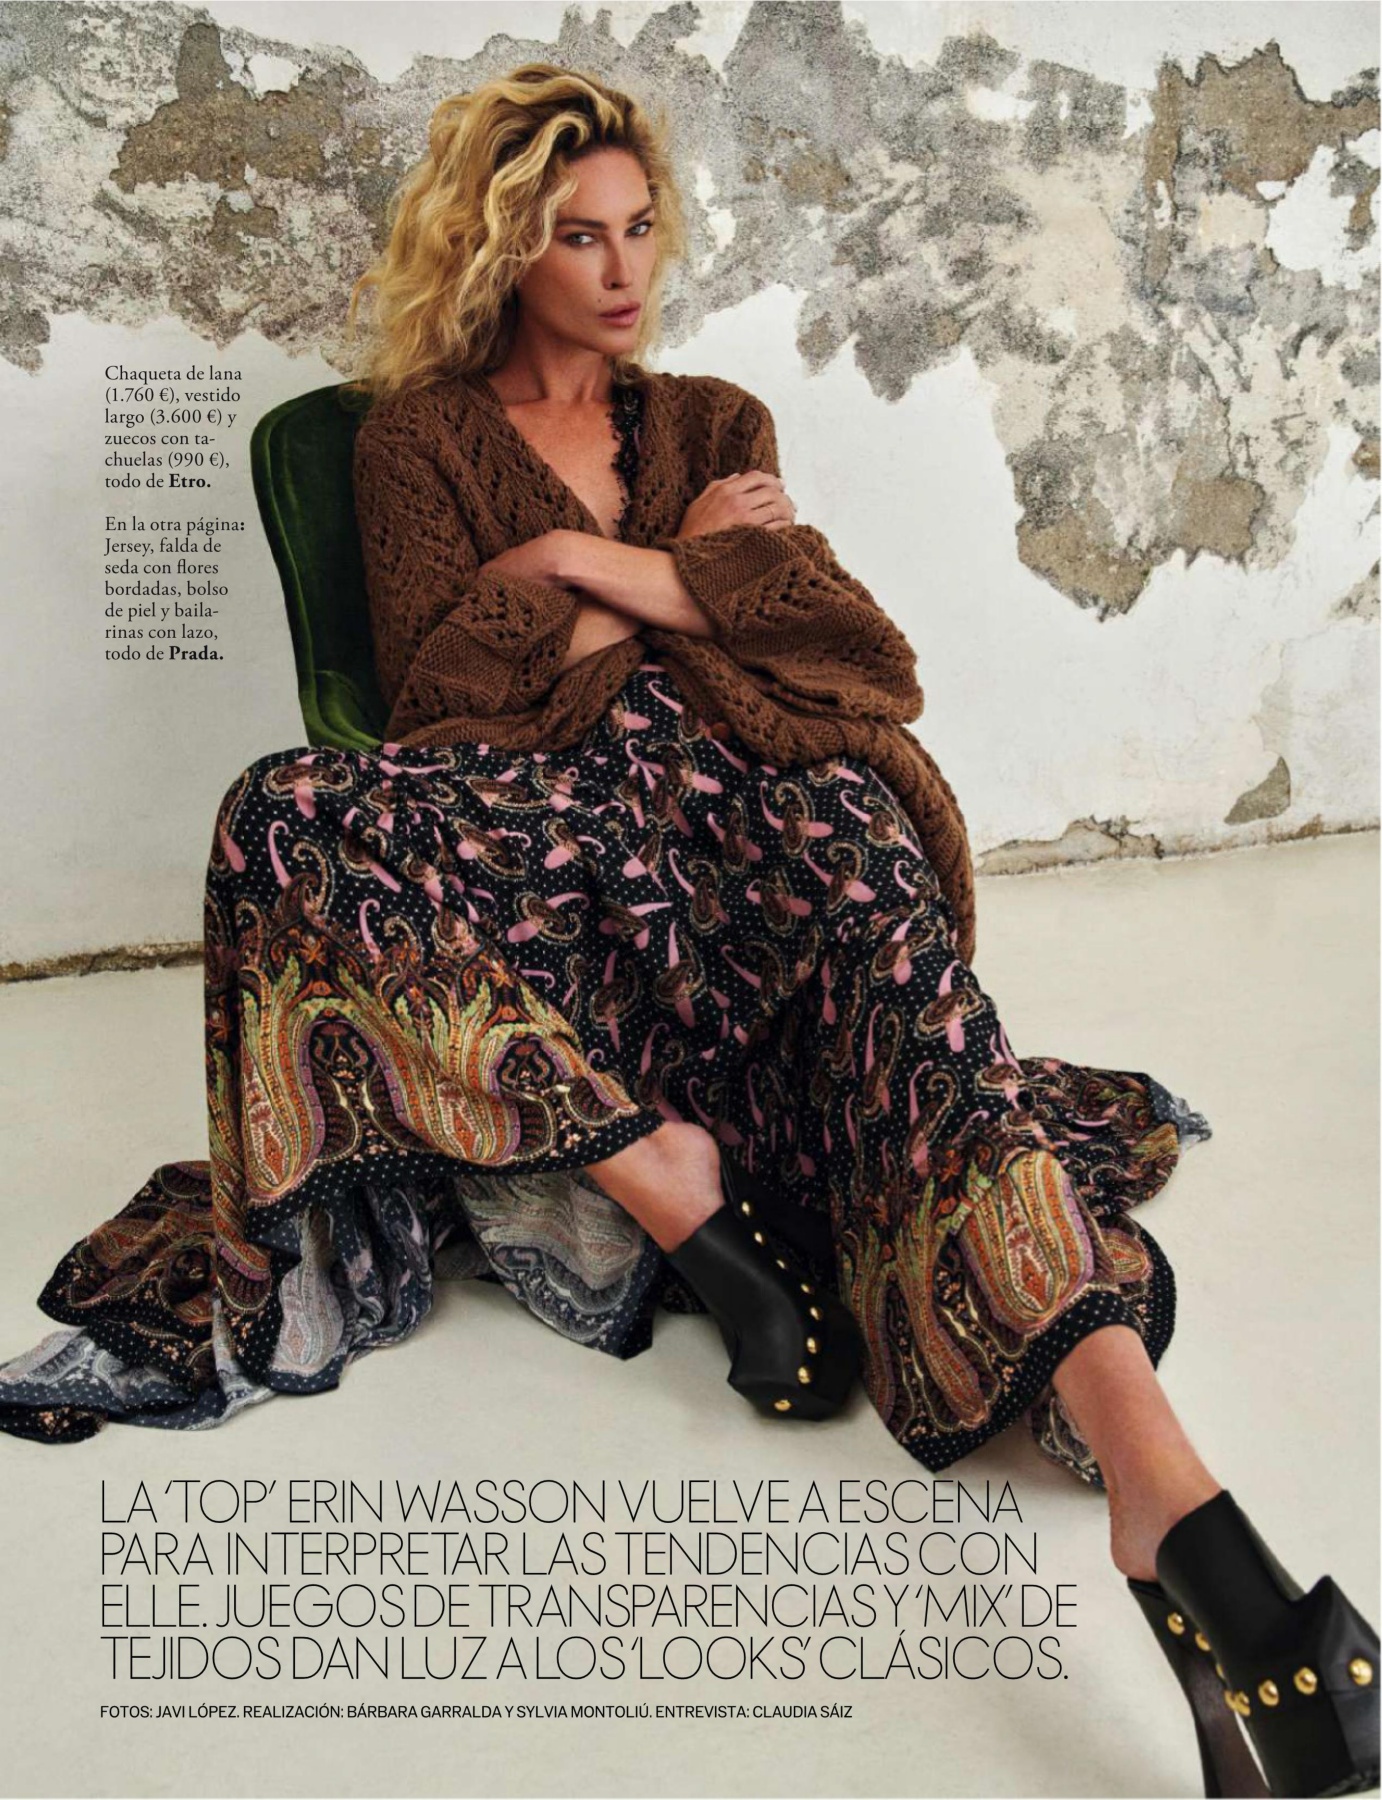 Chaqueta de lana
(1.760 €), vestido
largo (3.600 €) y
zuecos con ta-
chuelas (990 €),
todo de Etro.
En la otra página:
Jersey, falda de
seda con flores
bordadas, bolso
de piel y baila-
rinas con lazo,
todo de Prada.
LA ‘TOP’ ERIN WASSON VUELVE A ESCENA
PARA INTERPRETAR LAS TENDENCIAS CON
ELLE. JUEGOS DE TRANSPARENCIAS Y ‘MIX’ DE
TEJIDOS DAN LUZ A LOS ‘LOOKS’ CLÁSICOS.
FOTOS: JAVI LÓPEZ. REALIZACIÓN: BÁRBARA GARRALDA Y SYLVIA MONTOLIÚ. ENTREVISTA: CLAUDIA SÁIZ